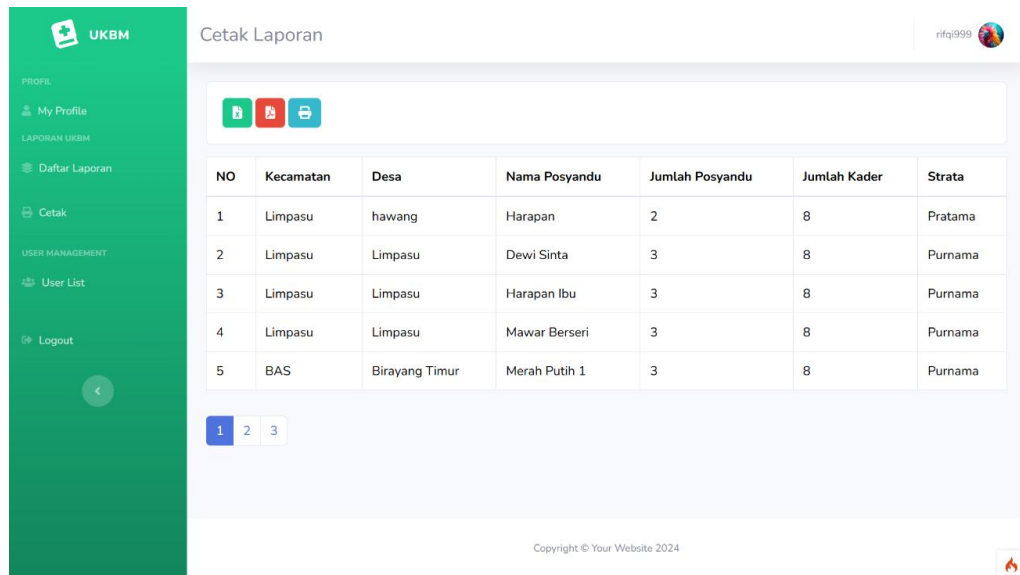 UKBM
Cetak Laporan
rifqi999
PROFIL
My Profile
LAPORAN UKBM
Daftar Laporan
Cetak
USER MANAGEMENT
User List
Logout
NO Kecamatan Desa Nama Posyandu Jumlah Posyandu Jumlah Kader Strata
1 Limpasu hawang Harapan 2 8 Pratama
2 Limpasu Limpasu Dewi Sinta 3 8 Purnama
3 Limpasu Limpasu Harapan Ibu 3 8 Purnama
4 Limpasu Limpasu Mawar Berseri 3 8 Purnama
5 BAS Birayang Timur Merah Putih 1 3 8 Purnama
1 2 3
Copyright © Your Website 2024